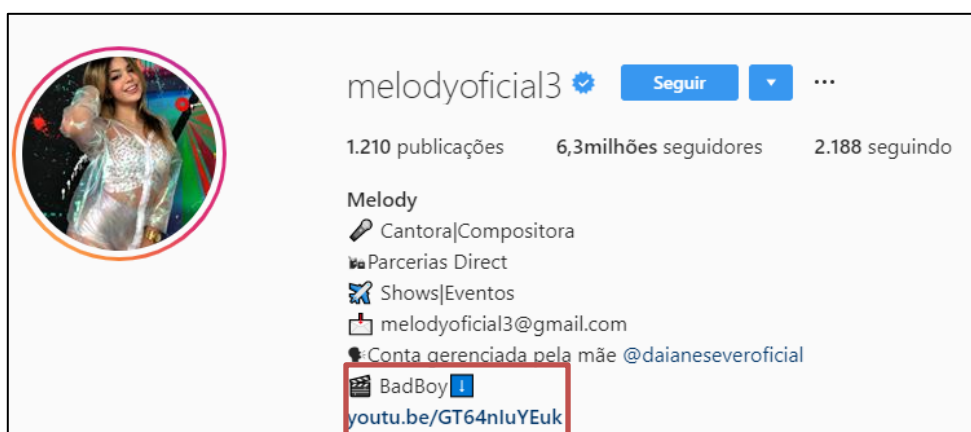 melodyoficial3 Seguir ...
1.210 publicações 6,3milhões seguidores 2.188 seguindo
Melody
🎤 Cantora|Compositora
Parcerias Direct
✈️ Shows|Eventos
📩 melodyoficial3@gmail.com
🗣Conta gerenciada pela mãe @daianeseveroficial
🎬 BadBoy⬇️
youtu.be/GT64nIuYEuk